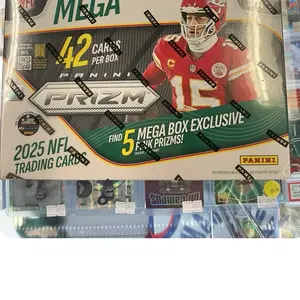 MEGA
42 CARDS
PER BOX
PANINI
PRIZM
15
FIND 5 MEGA BOX EXCLUSIVE
PINK PRIZMS!
2025 NFL
TRADING CARDS
PANINI